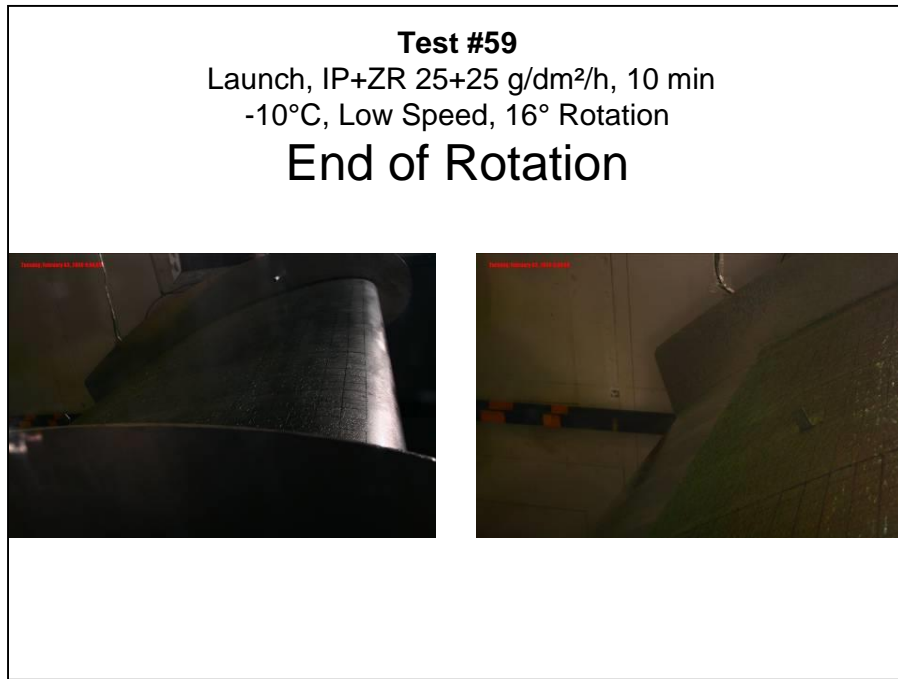 Test #59
Launch, IP+ZR 25+25 g/dm²/h, 10 min
-10°C, Low Speed, 16° Rotation
End of Rotation